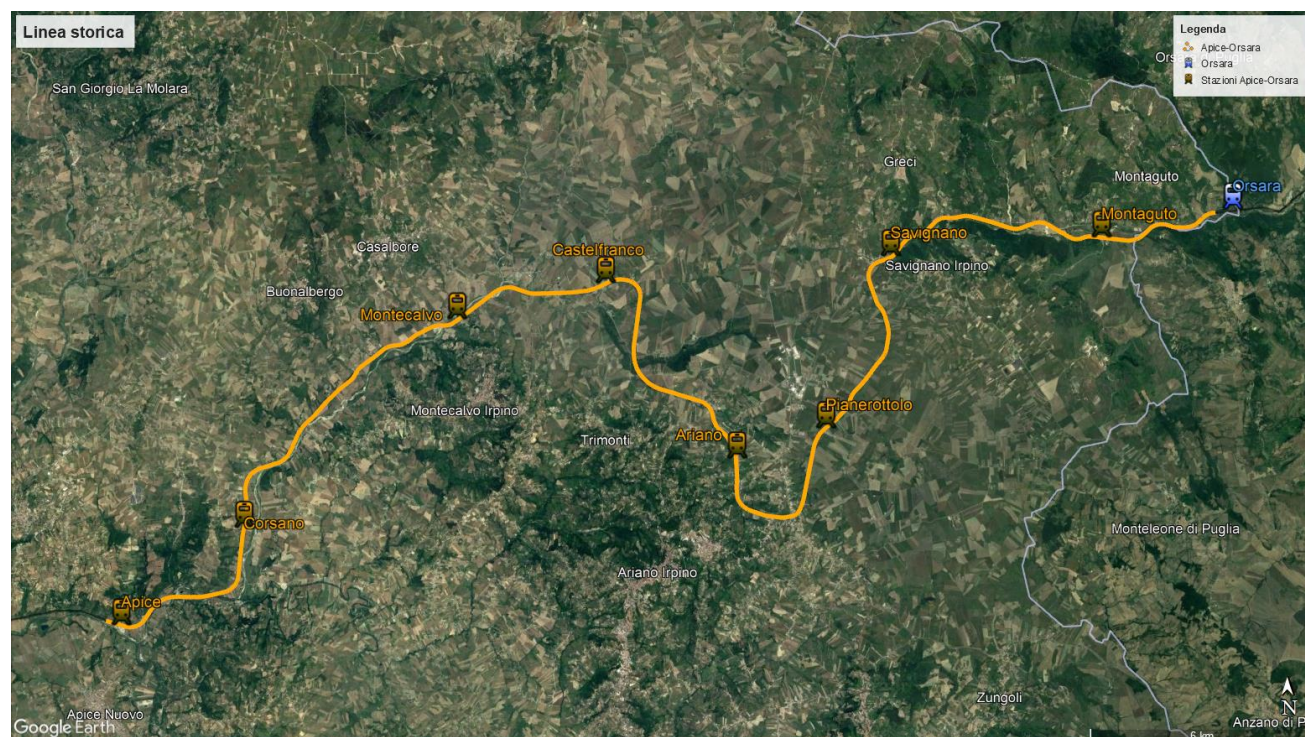 Linea storica
Legenda
Apice-Orsara
Orsara
Stazioni Apice-Orsara
San Giorgio La Molara
Greci
Montaguto
Orsara
Montaguto
Savignano
Savignano Irpino
Casalbore
Castelfranco
Buonalbergo
Montecalvo
Montecalvo Irpino
Pianerottolo
Ariano
Trimonti
Corsano
Monteleone di Puglia
Ariano Irpino
Apice
Zungoli
N
Apice Nuovo
Anzano di P
Google Earth